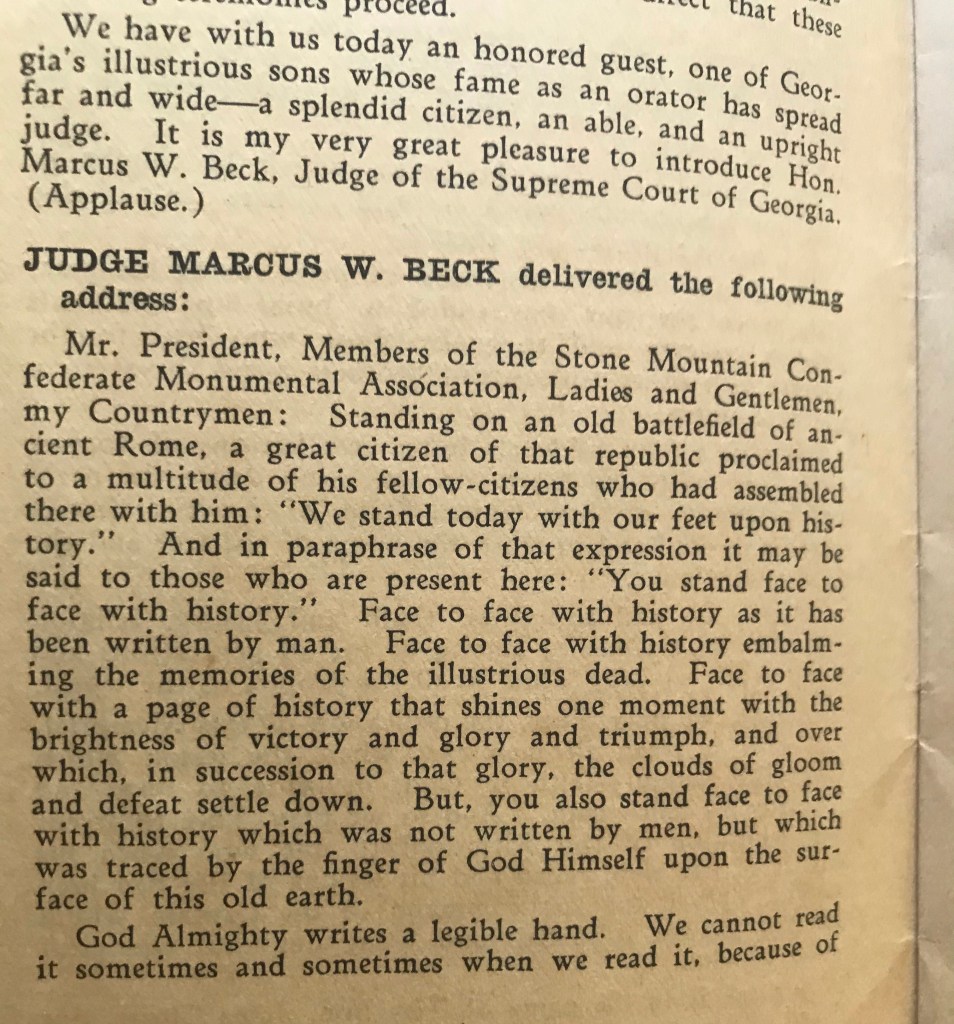 proceed.
that these
We have with us today an honored guest, one of Geor-
gia's illustrious sons whose fame as an orator has spread
far and wide—a splendid citizen, an able, and an upright
judge. It is my very great pleasure to introduce Hon.
Marcus W. Beck, Judge of the Supreme Court of Georgia.
(Applause.)
JUDGE MARCUS W. BECK delivered the following
address:
Mr. President, Members of the Stone Mountain Con-
federate Monumental Association, Ladies and Gentlemen,
my Countrymen: Standing on an old battlefield of an-
cient Rome, a great citizen of that republic proclaimed
to a multitude of his fellow-citizens who had assembled
there with him: "We stand today with our feet upon his-
tory." And in paraphrase of that expression it may be
said to those who are present here: "You stand face to
face with history." Face to face with history as it has
been written by man. Face to face with history embalm-
ing the memories of the illustrious dead. Face to face
with a page of history that shines one moment with the
brightness of victory and glory and triumph, and over
which, in succession to that glory, the clouds of gloom
and defeat settle down. But, you also stand face to face
with history which was not written by men, but which
was traced by the finger of God Himself upon the sur-
face of this old earth.
God Almighty writes a legible hand. We cannot read
it sometimes and sometimes when we read it, because of